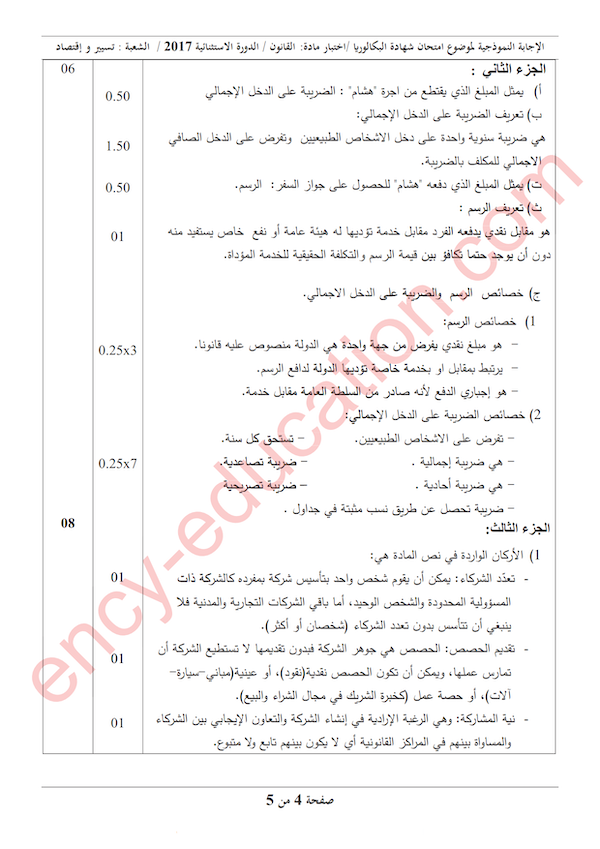 الإجابة النموذجية لموضوع امتحان شهادة البكالوريا /اختبار مادة: القانون / الدورة الاستثنائية 2017 / الشعبة : تسيير و إقتصاد
06
الجزء الثاني :
أ) يمثل المبلغ الذي يقتطع من اجرة "هشام" : الضريبة على الدخل الإجمالي
0.50
ب) تعريف الضريبة على الدخل الإجمالي:
هي ضريبة سنوية واحدة على دخل الاشخاص الطبيعيين وتفرض على الدخل الصافي
1.50
الاجمالي للمكلف بالضريبة.
ت) يمثل المبلغ الذي دفعه "هشام" للحصول على جواز السفر : الرسم.
0.50
ث) تعريف الرسم :
هو مقابل نقدي يدفعه الفرد مقابل خدمة تؤديها له هيئة عامة أو نفع خاص يستفيد منه
01
دون أن يوجد حتما تكافؤ بين قيمة الرسم والتكلفة الحقيقية للخدمة المؤداة.
ج) خصائص الرسم والضريبة على الدخل الاجمالي.
1) خصائص الرسم:
– هو مبلغ نقدي يفرض من جهة واحدة هي الدولة منصوص عليه قانونا.
0.25x3
– يرتبط بمقابل او بخدمة خاصة تؤديها الدولة لدافع الرسم.
– هو إجباري الدفع لأنه صادر من السلطة العامة مقابل خدمة.
2) خصائص الضريبة على الدخل الإجمالي:
– تفرض على الاشخاص الطبيعيين. – تستحق كل سنة.
– هي ضريبة إجمالية . – ضريبة تصاعدية.
0.25x7
– هي ضريبة أحادية . – ضريبة تصريحية
– ضريبة تحصل عن طريق نسب مثبتة في جداول .
الجزء الثالث:
08
1) الأركان الواردة في نص المادة هي:
- تعدّد الشركاء: يمكن أن يقوم شخص واحد بتأسيس شركة بمفرده كالشركة ذات
01
المسؤولية المحدودة والشخص الوحيد، أما باقي الشركات التجارية والمدنية فلا
ينبغي أن تتأسس بدون تعدد الشركاء (شخصان أو أكثر).
- تقديم الحصص: الحصص هي جوهر الشركة فبدون تقديمها لا تستطيع الشركة أن
01
تمارس عملها، ويمكن أن تكون الحصص نقدية(نقود)، أو عينية(مباني–سيارة–
آلات)، أو حصة عمل (كخبرة الشريك في مجال الشراء والبيع).
- نية المشاركة: وهي الرغبة الإرادية في إنشاء الشركة والتعاون الإيجابي بين الشركاء
01
والمساواة بينهم في المراكز القانونية أي لا يكون بينهم تابع ولا متبوع.
صفحة 4 من 5
ency-education.com